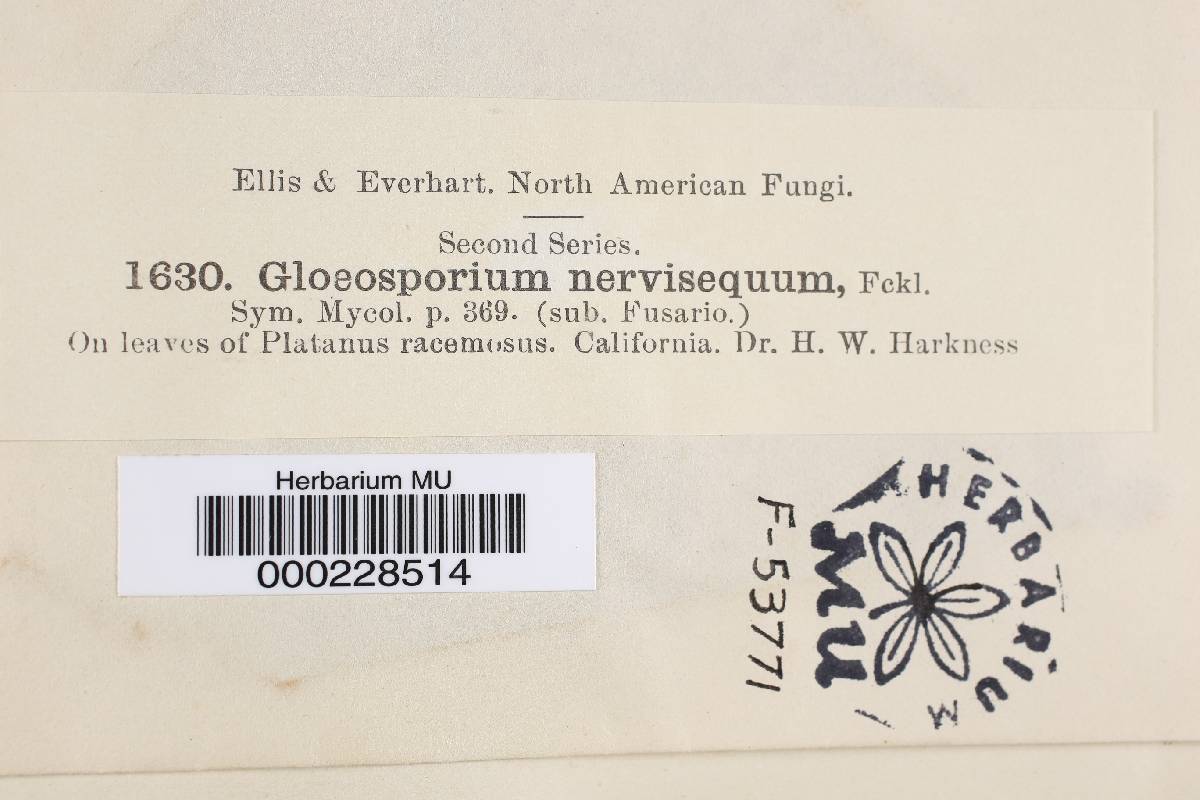 Ellis & Everhart. North American Fungi.
Second Series.
1630. Gloeosporium nervisequum, Fckl.
Sym. Mycol. p. 369. (sub. Fusario.)
On leaves of Platanus racemosus. California. Dr. H. W. Harkness
Herbarium MU
000228514
F-53771
MU
HERBARIUM